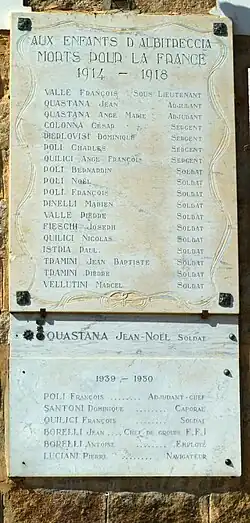 AUX ENFANTS D'ALBITRECCIA
MORTS POUR LA FRANCE
1914 - 1918
VALLE FRANÇOIS SOUS LIEUTENANT
QUASTANA JEAN ADJUDANT
QUASTANA ANGE MARIE ADJUDANT
COLONNA CÉSAR SERGENT
PIEDLOVISI DOMINIQUE SERGENT
POLI CHARLES SERGENT
QUILICI ANGE FRANÇOIS SERGENT
POLI BERNARDIN SOLDAT
POLI NOËL SOLDAT
POLI FRANÇOIS SOLDAT
PINELLI MARIEN SOLDAT
VALLE PIERRE SOLDAT
FIESCHI JOSEPH SOLDAT
QUILICI NICOLAS SOLDAT
ISTRIA PAUL SOLDAT
TRAMINI JEAN BAPTISTE SOLDAT
TRAMINI PIERRE SOLDAT
VELLUTINI MARCEL SOLDAT
QUASTANA JEAN-NOËL SOLDAT
1939 - 1950
POLI FRANÇOIS ........ ADJUDANT-CHEF
SANTONI DOMINIQUE ........ CAPORAL
QUILICI FRANÇOIS ........ SOLDAT
BORELLI JEAN .... CHEF DE GROUPE F.F.I
BORELLI ANTOINE ........ EMPLOYÉ
LUCIANI PIERRE ........ NAVIGATEUR